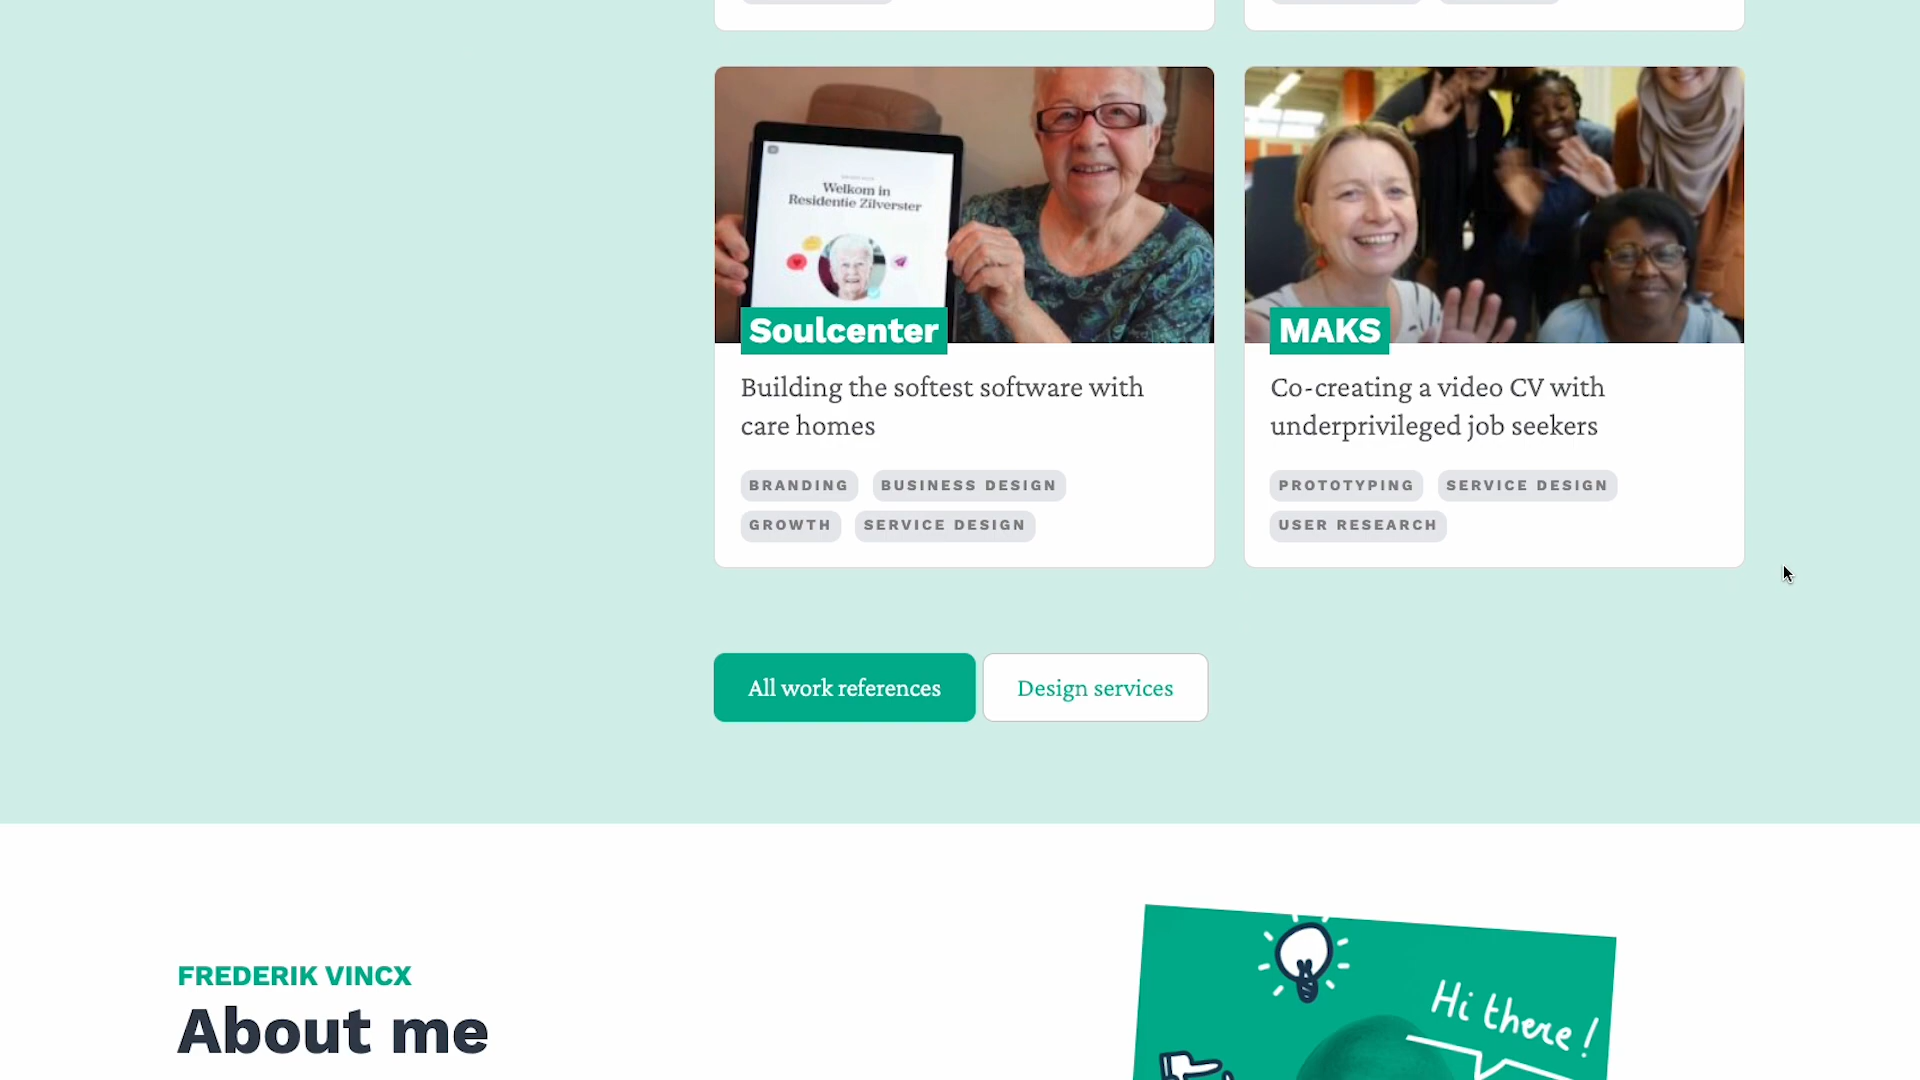 Welkom in
Residentie Zilverster
Soulcenter
Building the softest software with
care homes
BRANDING
BUSINESS DESIGN
GROWTH
SERVICE DESIGN
MAKS
Co-creating a video CV with
underprivileged job seekers
PROTOTYPING
SERVICE DESIGN
USER RESEARCH
All work references
Design services
FREDERIK VINCX
About me
Hi there!